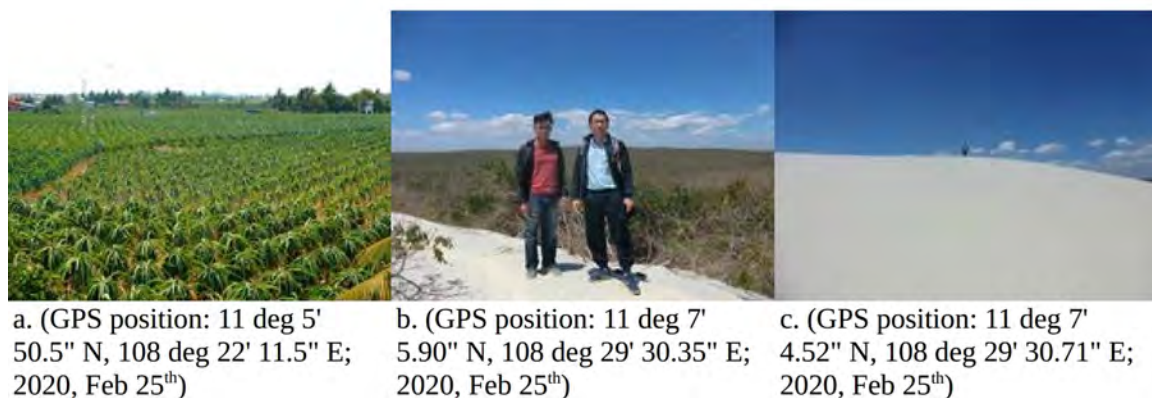 a. (GPS position: 11 deg 5'
50.5" N, 108 deg 22' 11.5" E;
2020, Feb 25th)
b. (GPS position: 11 deg 7'
5.90" N, 108 deg 29' 30.35" E;
2020, Feb 25th)
c. (GPS position: 11 deg 7'
4.52" N, 108 deg 29' 30.71" E;
2020, Feb 25th)